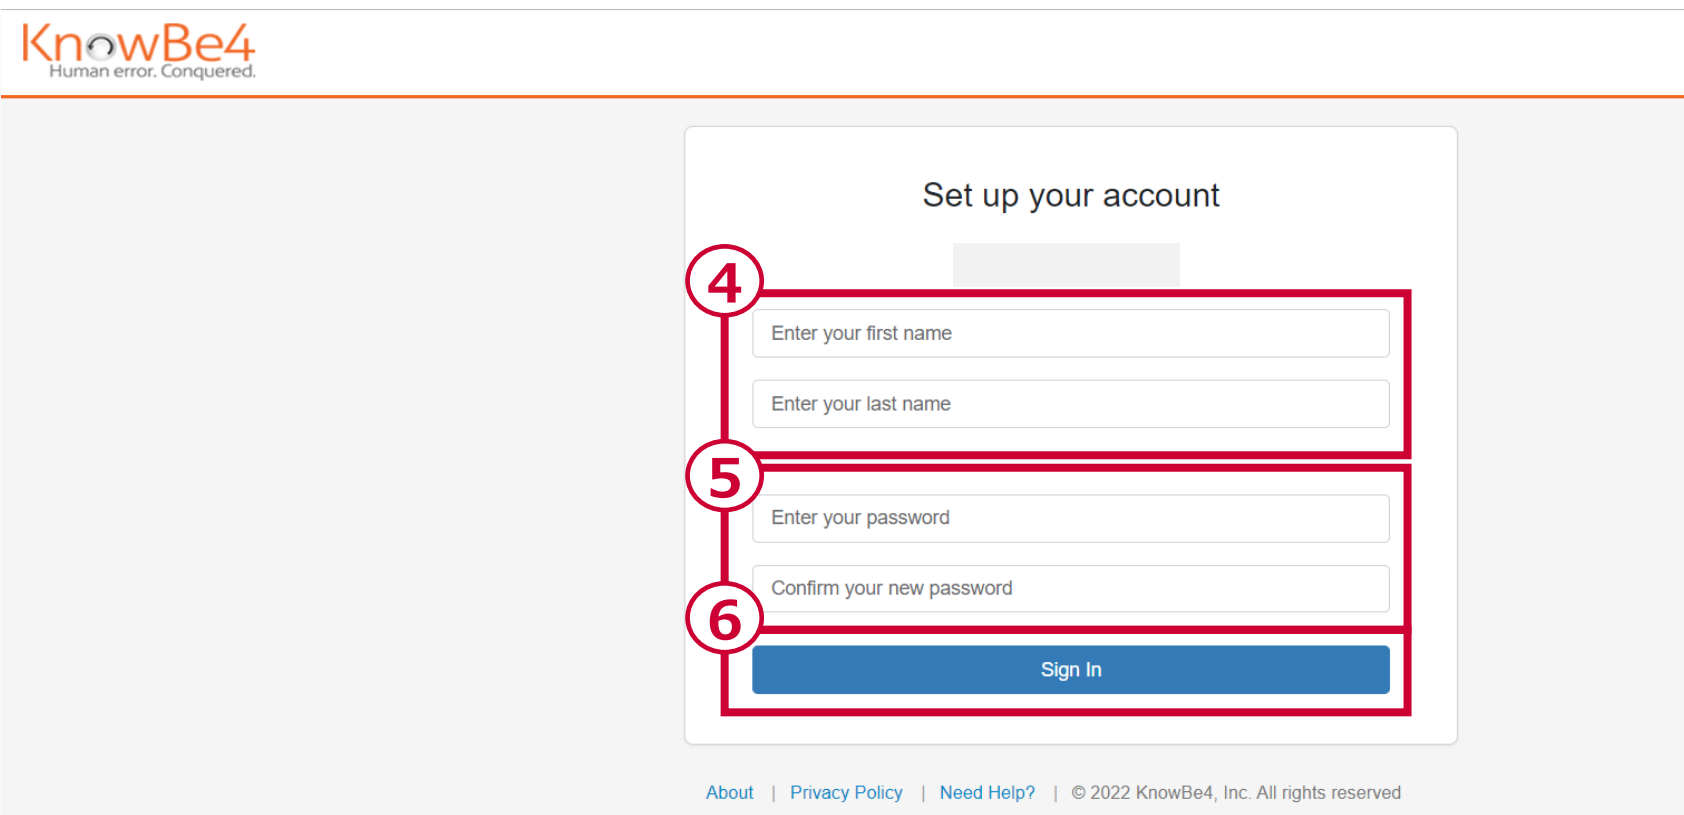 KnowBe4
Human error. Conquered.
Set up your account
4
Enter your first name
Enter your last name
5
Enter your password
Confirm your new password
6
Sign In
About | Privacy Policy | Need Help? | © 2022 KnowBe4, Inc. All rights reserved